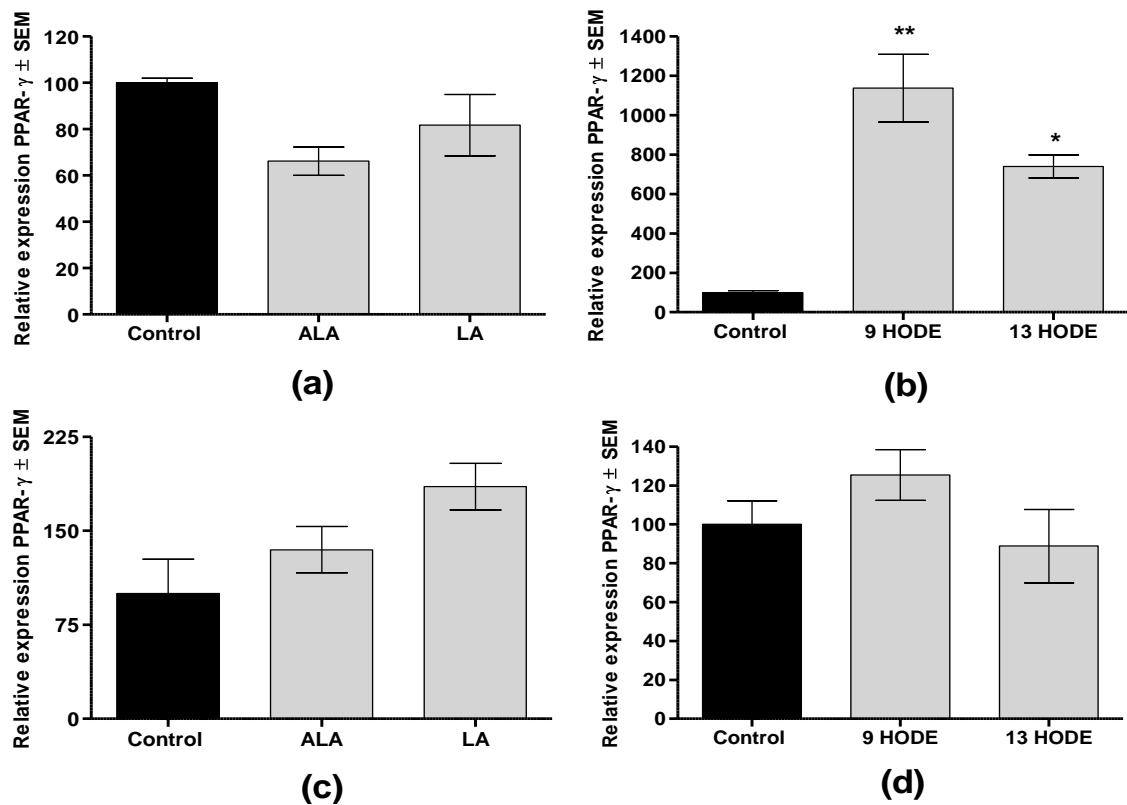 Relative expression PPAR-γ ± SEM
120
100
80
60
40
20
0
Control ALA LA
(a)
Relative expression PPAR-γ ± SEM
1400
1200
1000
800
600
400
200
0
**
*
Control 9 HODE 13 HODE
(b)
Relative expression PPAR-γ ± SEM
225
150
75
0
Control ALA LA
(c)
Relative expression PPAR-γ ± SEM
140
120
100
80
60
40
20
0
Control 9 HODE 13 HODE
(d)